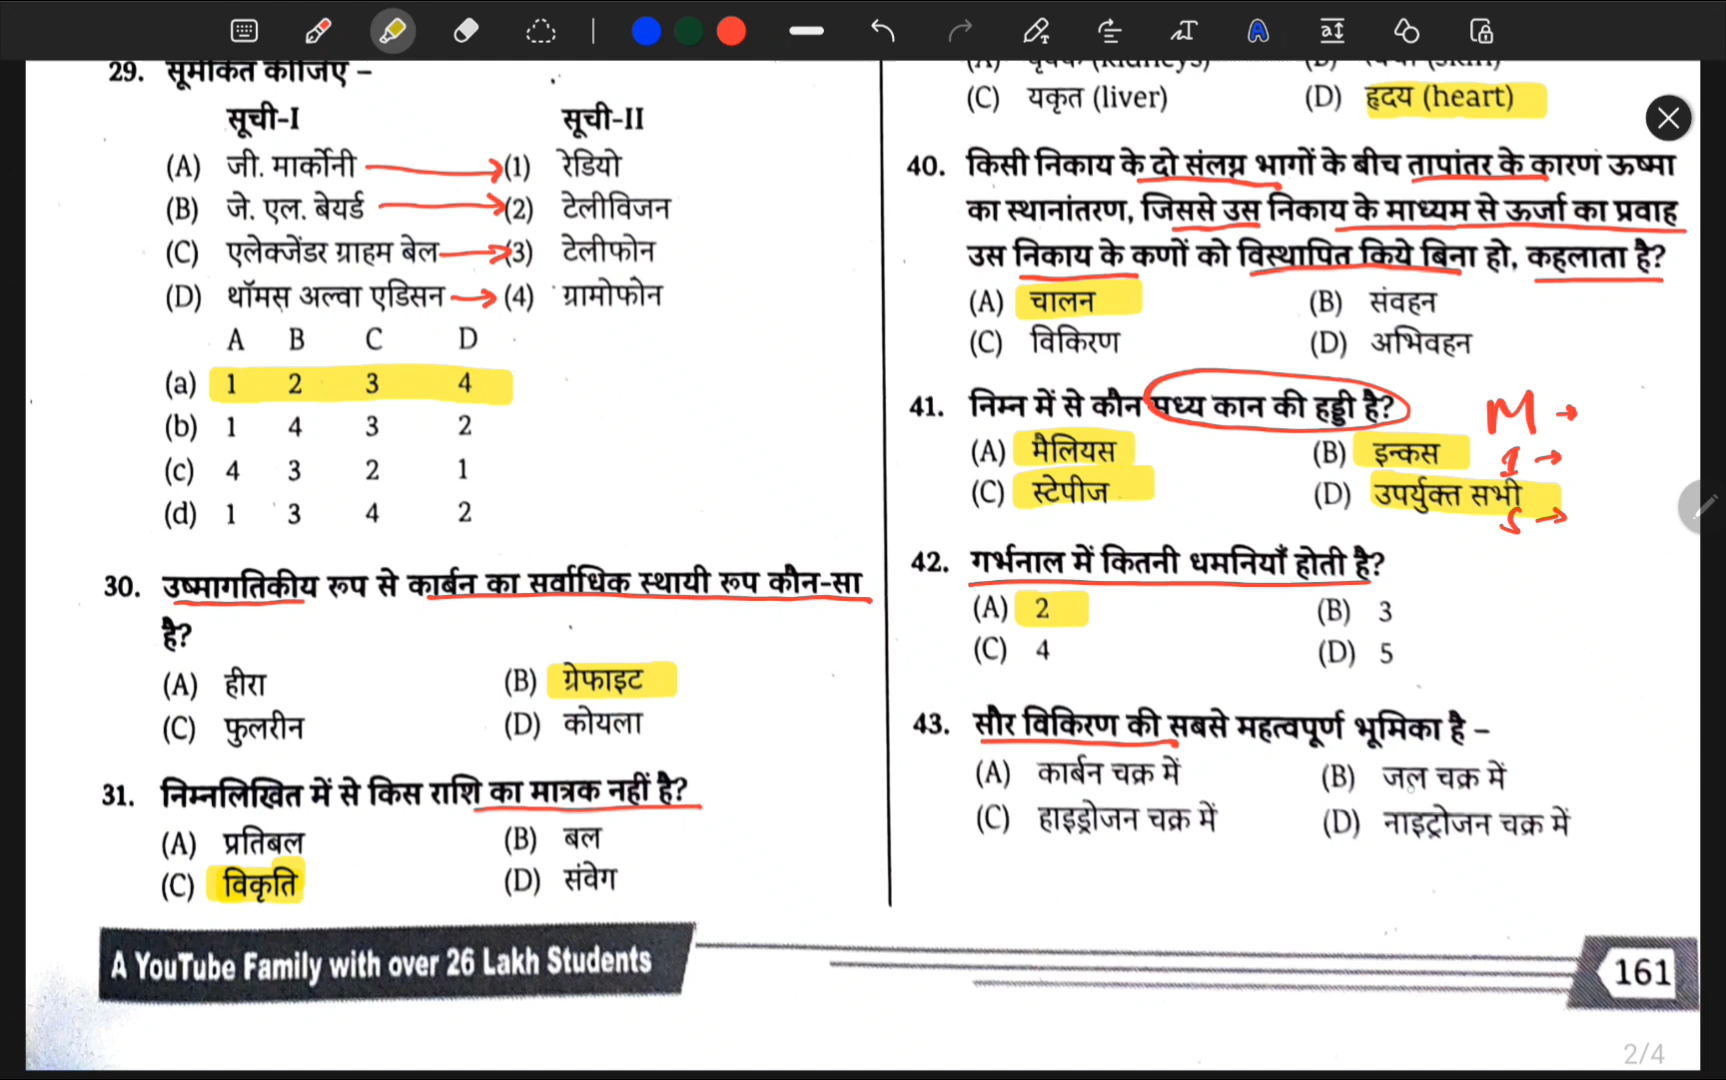 29. सूमेकित कीजिए –
सूची-I सूची-II
(A) जी. मार्कोनी (1) रेडियो
(B) जे. एल. बेयर्ड (2) टेलीविजन
(C) एलेक्जेंडर ग्राहम बेल (3) टेलीफोन
(D) थॉमस अल्वा एडिसन (4) ग्रामोफोन
A B C D
(a) 1 2 3 4
(b) 1 4 3 2
(c) 4 3 2 1
(d) 1 3 4 2
30. उष्मागतिकीय रूप से कार्बन का सर्वाधिक स्थायी रूप कौन-सा
है?
(A) हीरा (B) ग्रेफाइट
(C) फुलरीन (D) कोयला
31. निम्नलिखित में से किस राशि का मात्रक नहीं है?
(A) प्रतिबल (B) बल
(C) विकृति (D) संवेग
(A) वृक्क (kidneys) (B) त्वचा (skin)
(C) यकृत (liver) (D) हृदय (heart)
40. किसी निकाय के दो संलग्न भागों के बीच तापांतर के कारण ऊष्मा
का स्थानांतरण, जिससे उस निकाय के माध्यम से ऊर्जा का प्रवाह
उस निकाय के कणों को विस्थापित किये बिना हो, कहलाता है?
(A) चालन (B) संवहन
(C) विकिरण (D) अभिवहन
41. निम्न में से कौन मध्य कान की हड्डी है? M
(A) मैलियस (B) इन्कस I
(C) स्टेपीज (D) उपर्युक्त सभी
S
42. गर्भनाल में कितनी धमनियाँ होती है?
(A) 2 (B) 3
(C) 4 (D) 5
43. सौर विकिरण की सबसे महत्वपूर्ण भूमिका है –
(A) कार्बन चक्र में (B) जल चक्र में
(C) हाइड्रोजन चक्र में (D) नाइट्रोजन चक्र में
A YouTube Family with over 26 Lakh Students
161
2/4